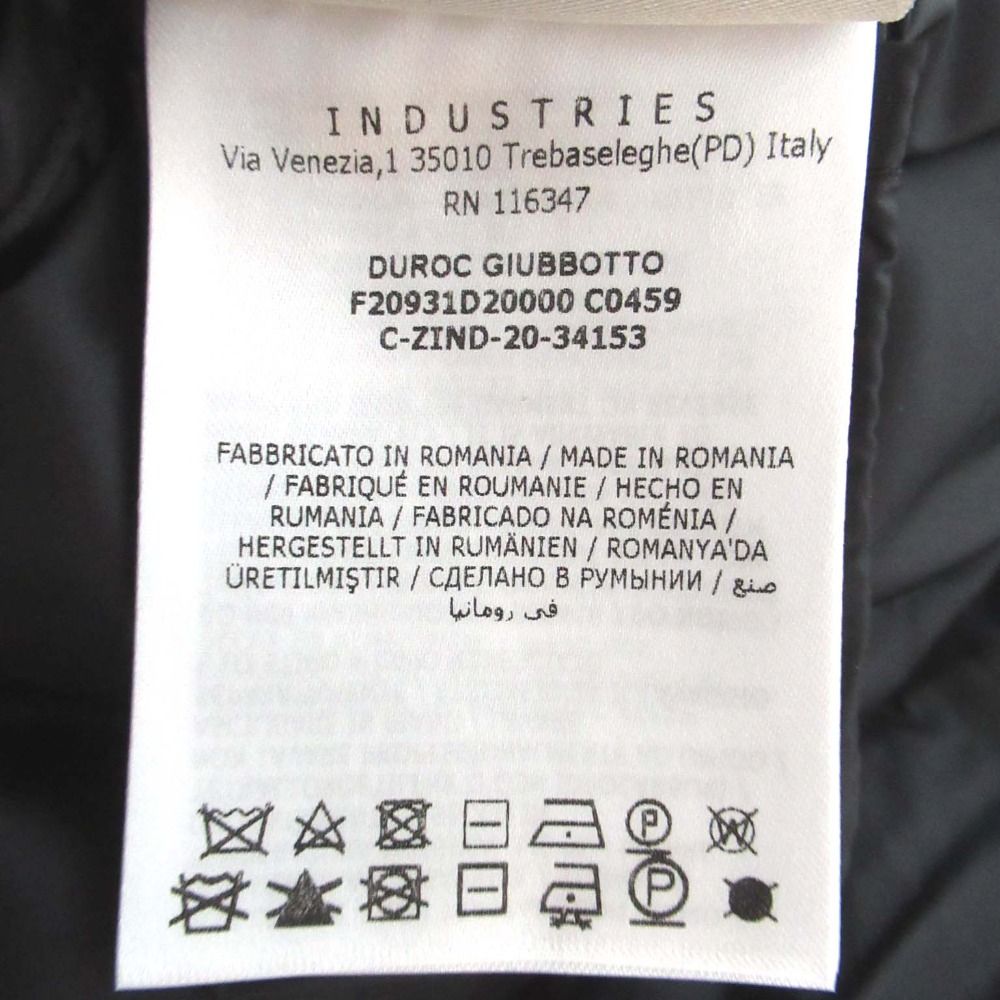 INDUSTRIES
Via Venezia,1 35010 Trebaseleghe(PD) Italy
RN 116347
DUROC GIUBBOTTO
F20931D20000 C0459
C-ZIND-20-34153
FABBRICATO IN ROMANIA / MADE IN ROMANIA
/ FABRIQUÉ EN ROUMANIE / HECHO EN
RUMANIA / FABRICADO NA ROMÉNIA /
HERGESTELLT IN RUMÄNIEN / ROMANYA'DA
ÜRETILMIŞTIR / СДЕЛАНО В РУМЫНИИ / صنع
في رومانيا
P W
P